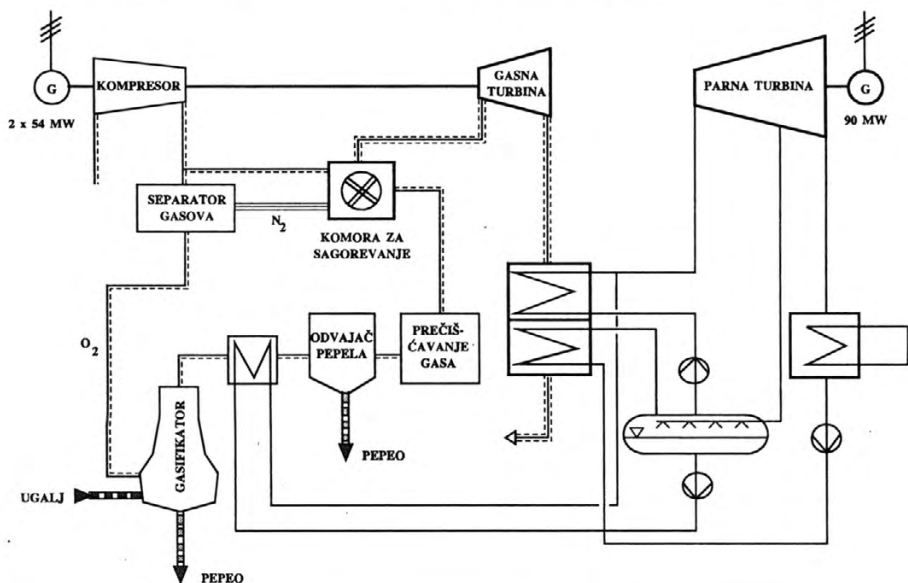 G
KOMPRESOR
2 x 54 MW
GASNA
TURBINA
PARNA TURBINA
G
90 MW
SEPARATOR
GASOVA
N2
KOMORA ZA
SAGOREVANJE
O2
ODVAJAČ
PEPELA
PREČIŠ-
ĆAVANJE
GASA
GASIFIKATOR
PEPEO
UGALJ
PEPEO